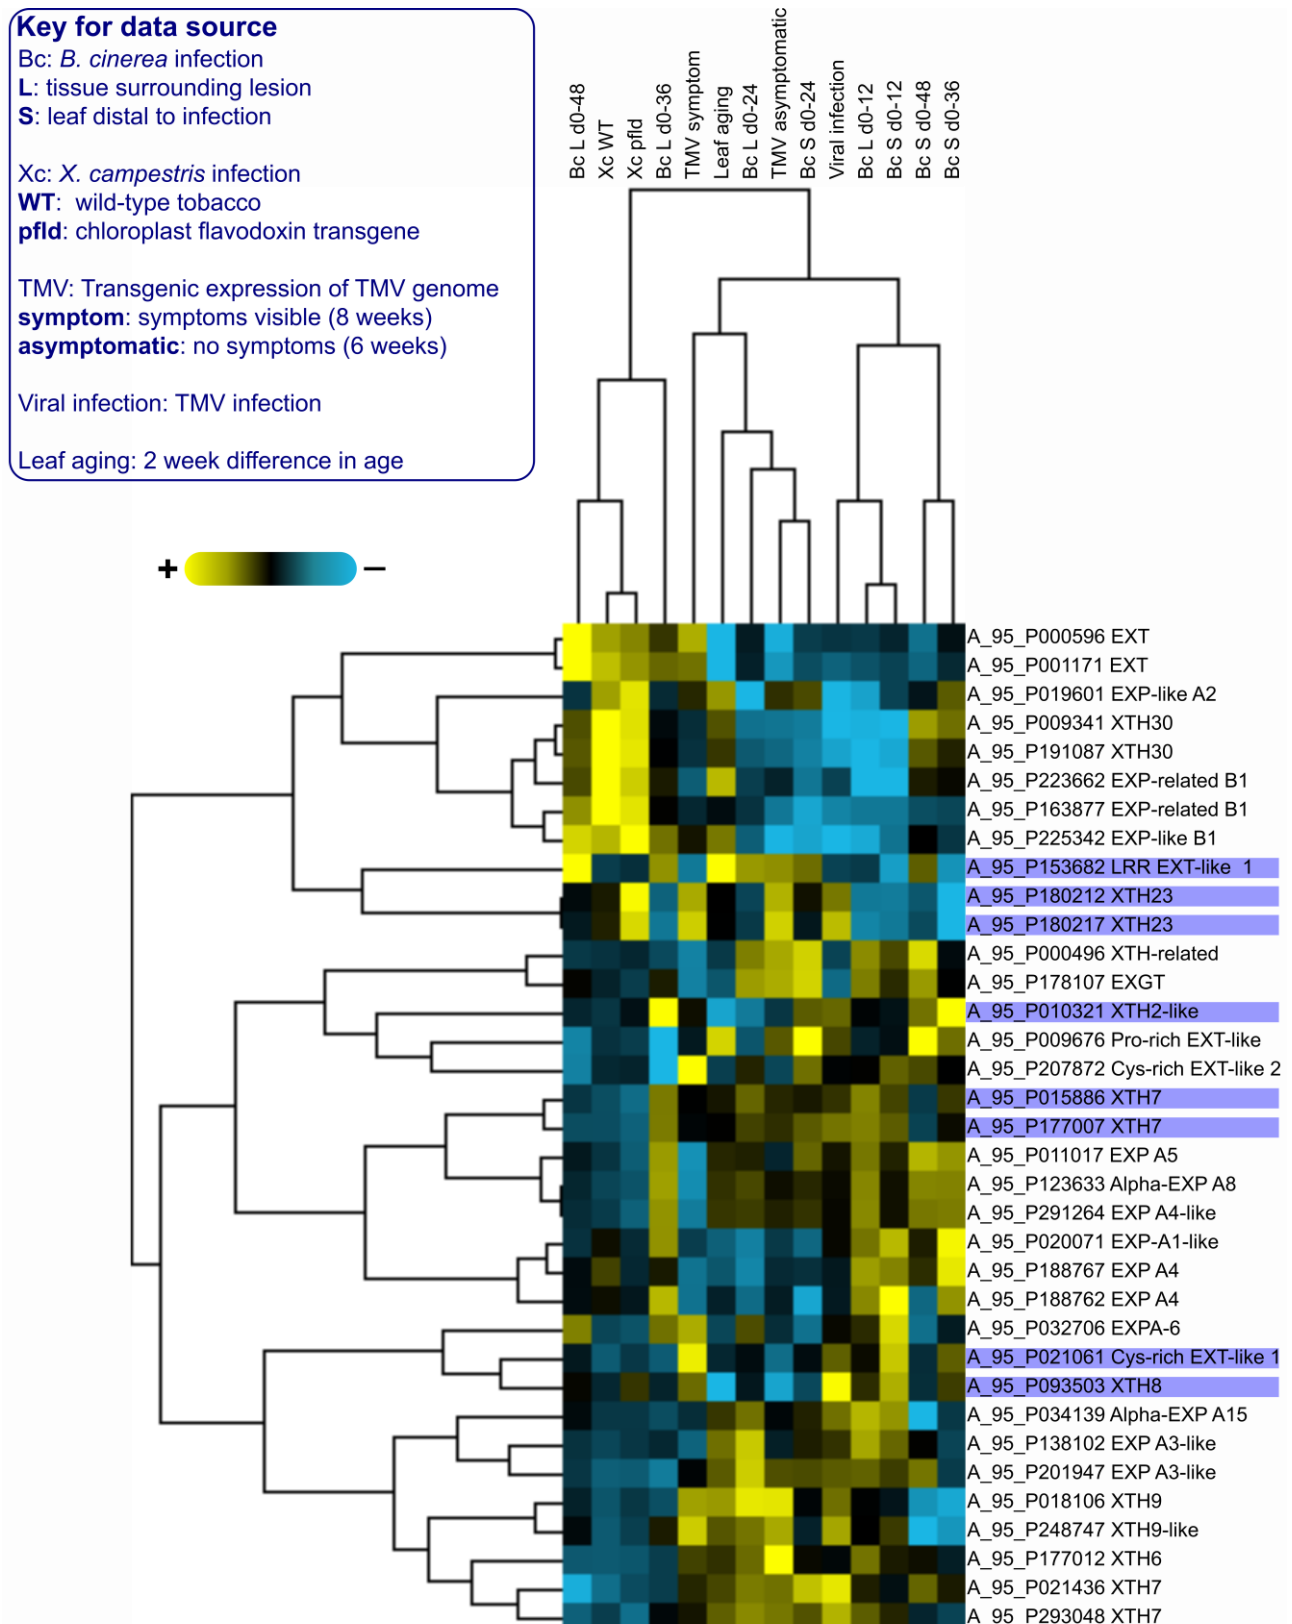 Key for data source
Bc: B. cinerea infection
L: tissue surrounding lesion
S: leaf distal to infection
Xc: X. campestris infection
WT: wild-type tobacco
pfld: chloroplast flavodoxin transgene
TMV: Transgenic expression of TMV genome
symptom: symptoms visible (8 weeks)
asymptomatic: no symptoms (6 weeks)
Viral infection: TMV infection
Leaf aging: 2 week difference in age
+ −
Bc L d0-48
Xc WT
Xc pfld
Bc L d0-36
TMV symptom
Leaf aging
Bc L d0-24
TMV asymptomatic
Bc S d0-24
Viral infection
Bc L d0-12
Bc S d0-12
Bc S d0-48
Bc S d0-36
A_95_P000596 EXT
A_95_P001171 EXT
A_95_P019601 EXP-like A2
A_95_P009341 XTH30
A_95_P191087 XTH30
A_95_P223662 EXP-related B1
A_95_P163877 EXP-related B1
A_95_P225342 EXP-like B1
A_95_P153682 LRR EXT-like 1
A_95_P180212 XTH23
A_95_P180217 XTH23
A_95_P000496 XTH-related
A_95_P178107 EXGT
A_95_P010321 XTH2-like
A_95_P009676 Pro-rich EXT-like
A_95_P207872 Cys-rich EXT-like 2
A_95_P015886 XTH7
A_95_P177007 XTH7
A_95_P011017 EXP A5
A_95_P123633 Alpha-EXP A8
A_95_P291264 EXP A4-like
A_95_P020071 EXP-A1-like
A_95_P188767 EXP A4
A_95_P188762 EXP A4
A_95_P032706 EXPA-6
A_95_P021061 Cys-rich EXT-like 1
A_95_P093503 XTH8
A_95_P034139 Alpha-EXP A15
A_95_P138102 EXP A3-like
A_95_P201947 EXP A3-like
A_95_P018106 XTH9
A_95_P248747 XTH9-like
A_95_P177012 XTH6
A_95_P021436 XTH7
A_95_P293048 XTH7